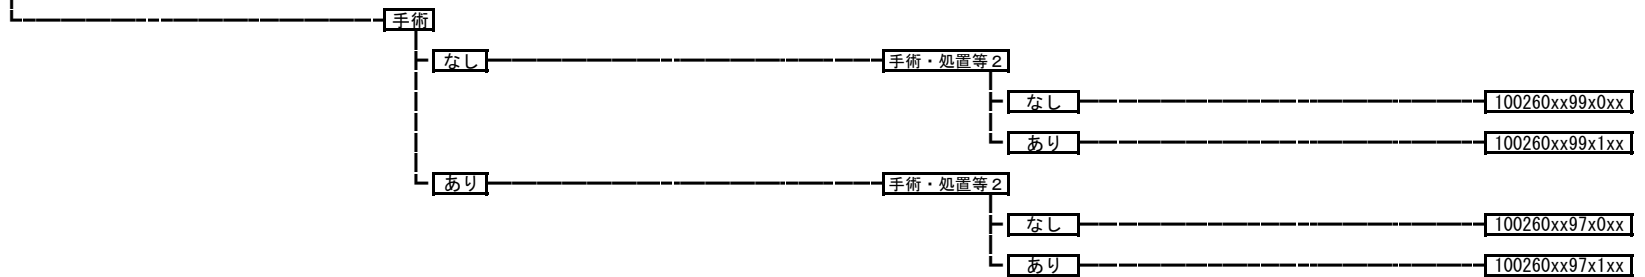 手術
なし 手術・処置等２
なし 100260xx99x0xx
あり 100260xx99x1xx
あり 手術・処置等２
なし 100260xx97x0xx
あり 100260xx97x1xx